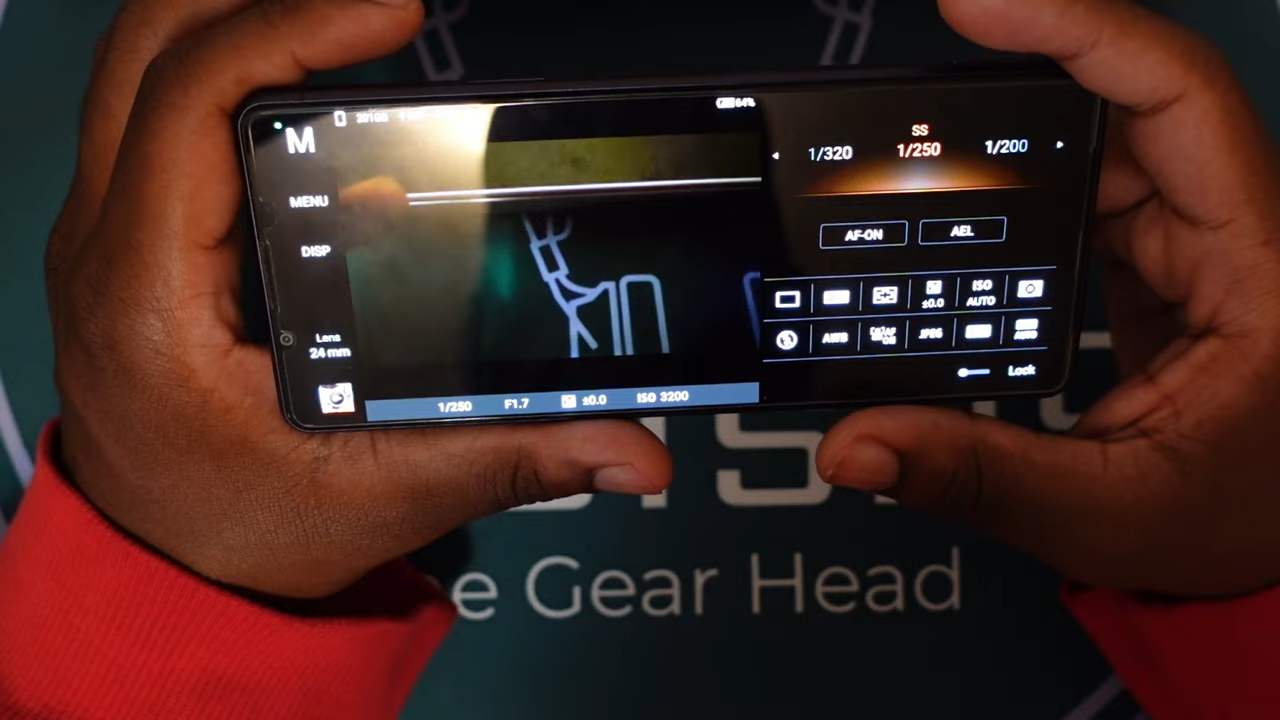 64%
M
SS
1/320 1/250 1/200
MENU
AF-ON AEL
DISP
±0.0
ISO AUTO
AWB
JPEG
AUTO
Lens
24 mm
Lock
1/250 F1.7 ±0.0 ISO 3200
e Gear Head